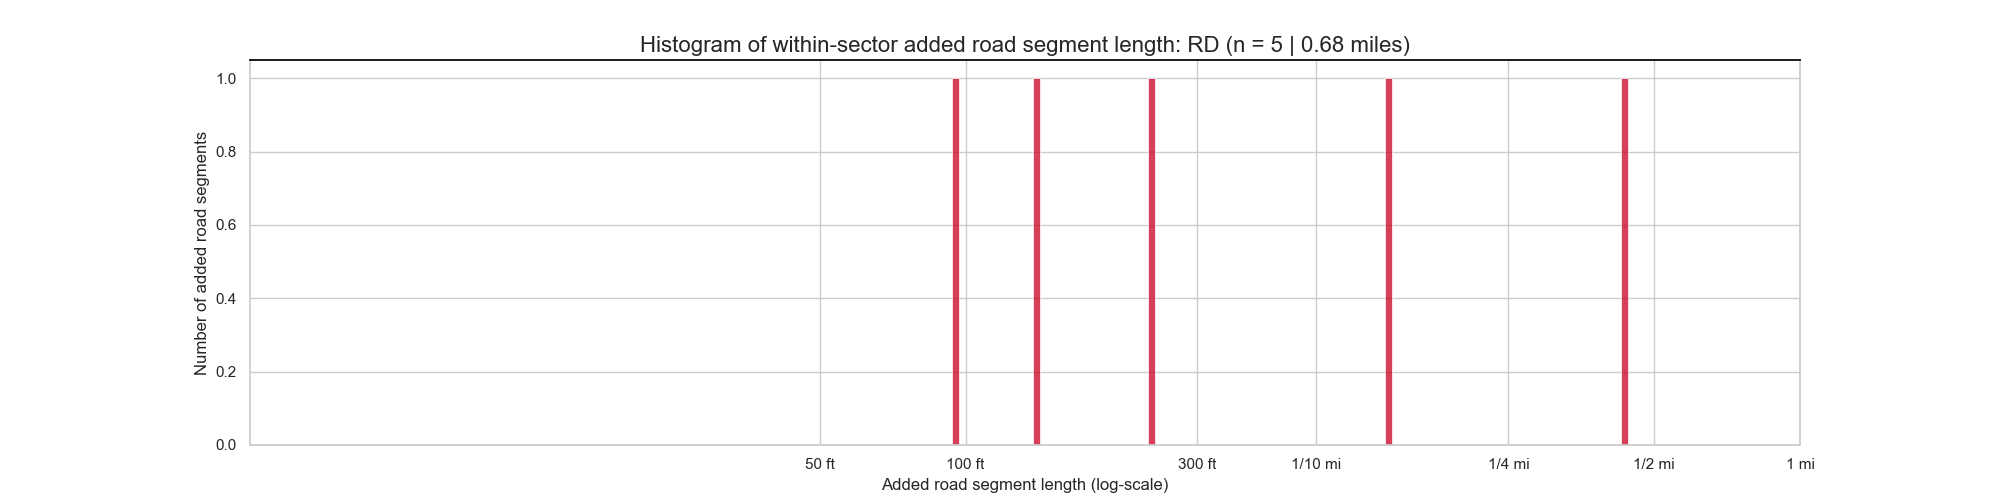 Histogram of within-sector added road segment length: RD (n = 5 | 0.68 miles)
Number of added road segments
1.0
0.8
0.6
0.4
0.2
0.0
50 ft 100 ft 300 ft 1/10 mi 1/4 mi 1/2 mi 1 mi
Added road segment length (log-scale)